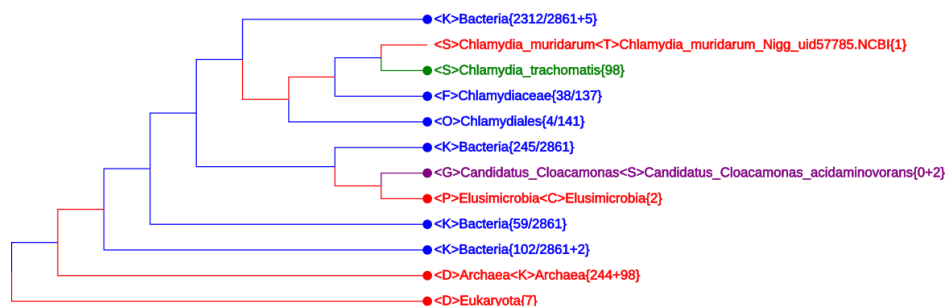 <K>Bacteria{2312/2861+5}
<S>Chlamydia_muridarum<T>Chlamydia_muridarum_Nigg_uid57785.NCBI{1}
<S>Chlamydia_trachomatis{98}
<F>Chlamydiaceae{38/137}
<O>Chlamydiales{4/141}
<K>Bacteria{245/2861}
<G>Candidatus_Cloacamonas<S>Candidatus_Cloacamonas_acidaminovorans{0+2}
<P>Elusimicrobia<C>Elusimicrobia{2}
<K>Bacteria{59/2861}
<K>Bacteria{102/2861+2}
<D>Archaea<K>Archaea{244+98}
<D>Eukaryota{7}